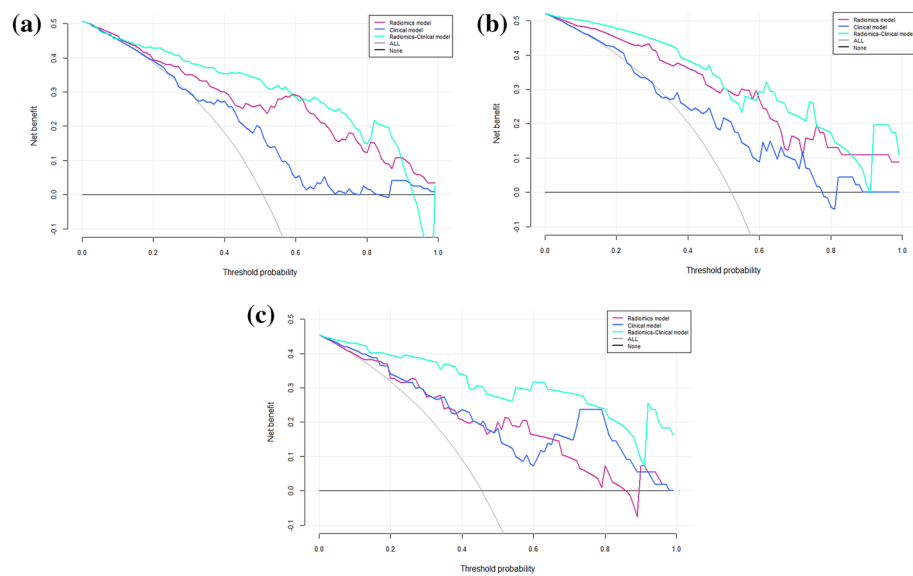 (a)
Radiomics model
Clinical model
Radiomics-Clinical model
ALL
None
Net benefit
0.5
0.4
0.3
0.2
0.1
0.0
-0.1
0.0 0.2 0.4 0.6 0.8 1.0
Threshold probability
(b)
Radiomics model
Clinical model
Radiomics-Clinical model
ALL
None
Net benefit
0.5
0.4
0.3
0.2
0.1
0.0
-0.1
0.0 0.2 0.4 0.6 0.8 1.0
Threshold probability
(c)
Radiomics model
Clinical model
Radiomics-Clinical model
ALL
None
Net benefit
0.5
0.4
0.3
0.2
0.1
0.0
-0.1
0.0 0.2 0.4 0.6 0.8 1.0
Threshold probability